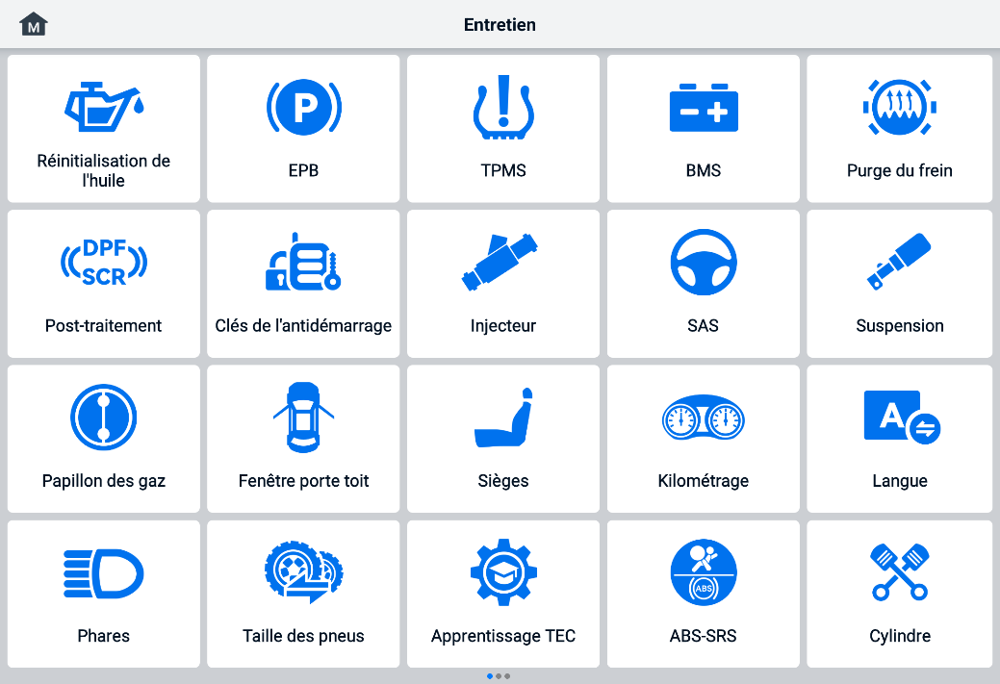 M
Entretien
Réinitialisation de
l'huile
P
EPB
TPMS
BMS
Purge du frein
DPF
SCR
Post-traitement
Clés de l'antidémarrage
Injecteur
SAS
Suspension
Papillon des gaz
Fenêtre porte toit
Sièges
Kilométrage
A
Langue
Phares
Taille des pneus
Apprentissage TEC
ABS
ABS-SRS
Cylindre